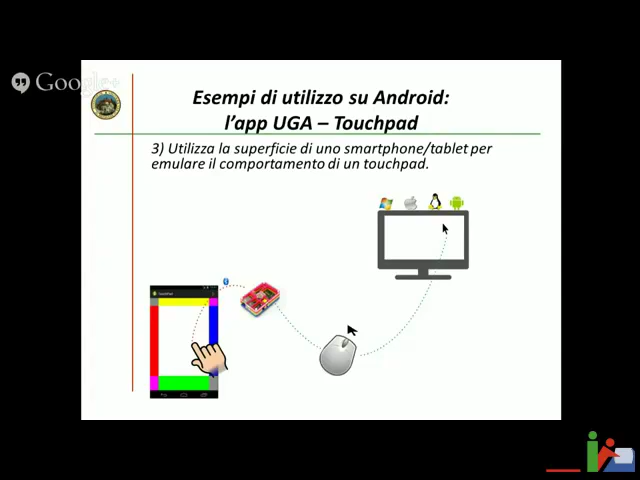 Google+
Esempi di utilizzo su Android:
l'app UGA – Touchpad
3) Utilizza la superficie di uno smartphone/tablet per
emulare il comportamento di un touchpad.
TouchPad